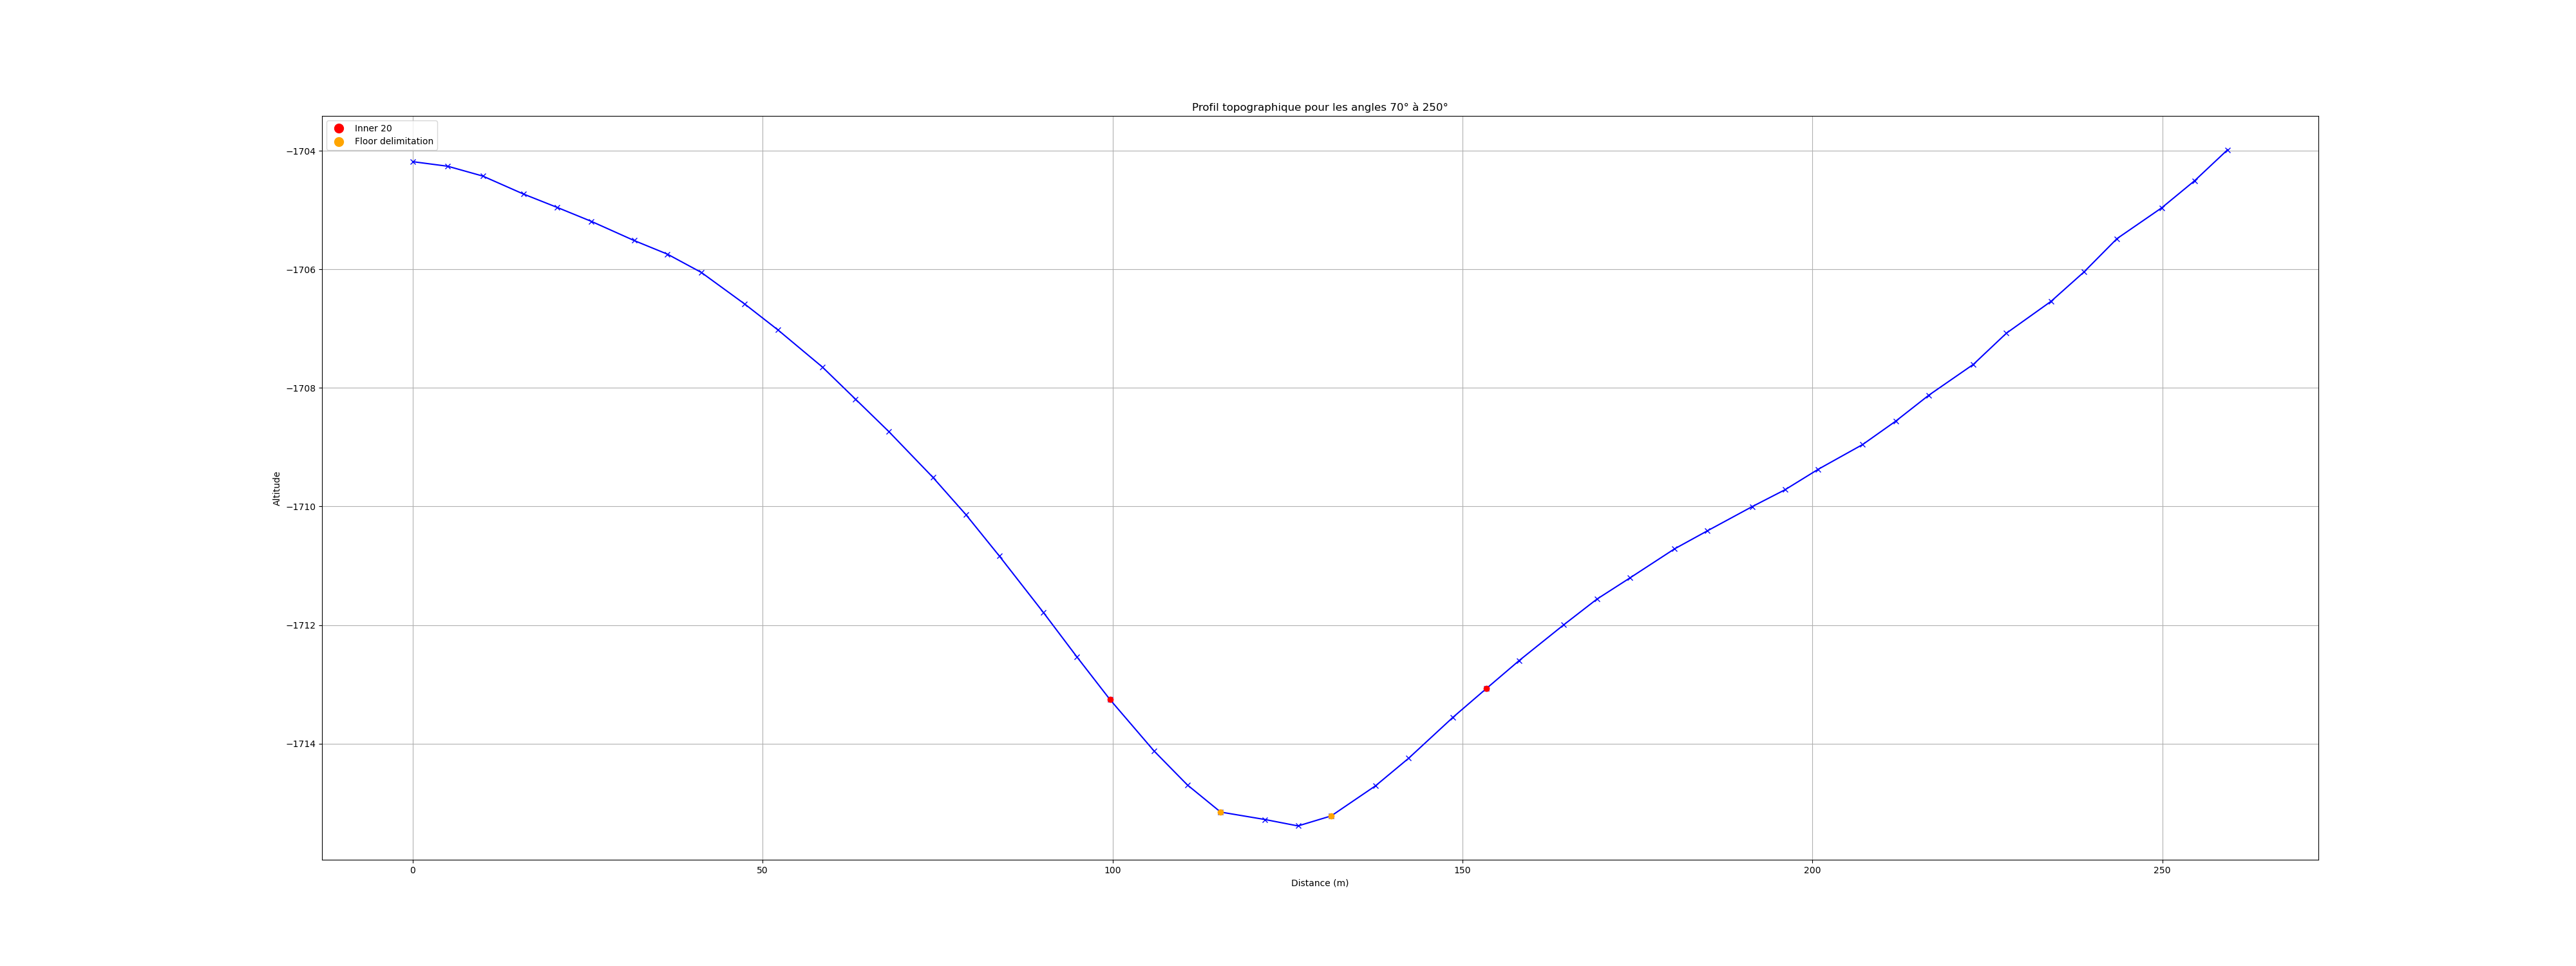 Profil topographique pour les angles 70° à 250°
Inner 20
Floor delimitation
−1704
−1706
−1708
−1710
−1712
−1714
Altitude
0 50 100 150 200 250
Distance (m)